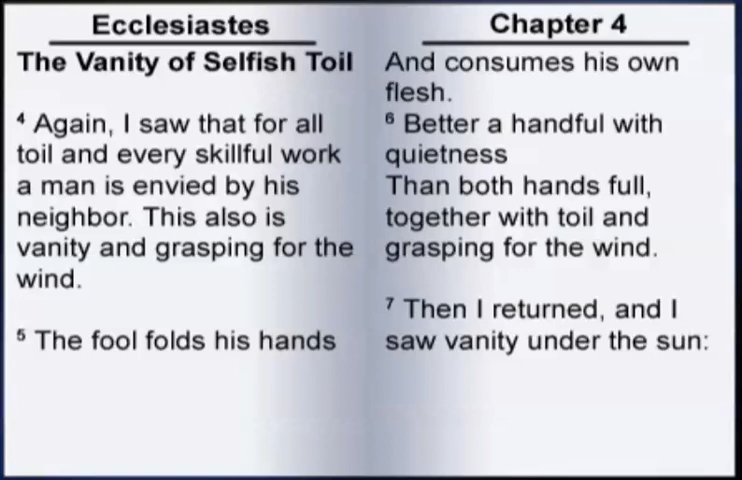 Ecclesiastes
The Vanity of Selfish Toil
⁴ Again, I saw that for all
toil and every skillful work
a man is envied by his
neighbor. This also is
vanity and grasping for the
wind.
⁵ The fool folds his hands
Chapter 4
And consumes his own
flesh.
⁶ Better a handful with
quietness
Than both hands full,
together with toil and
grasping for the wind.
⁷ Then I returned, and I
saw vanity under the sun: